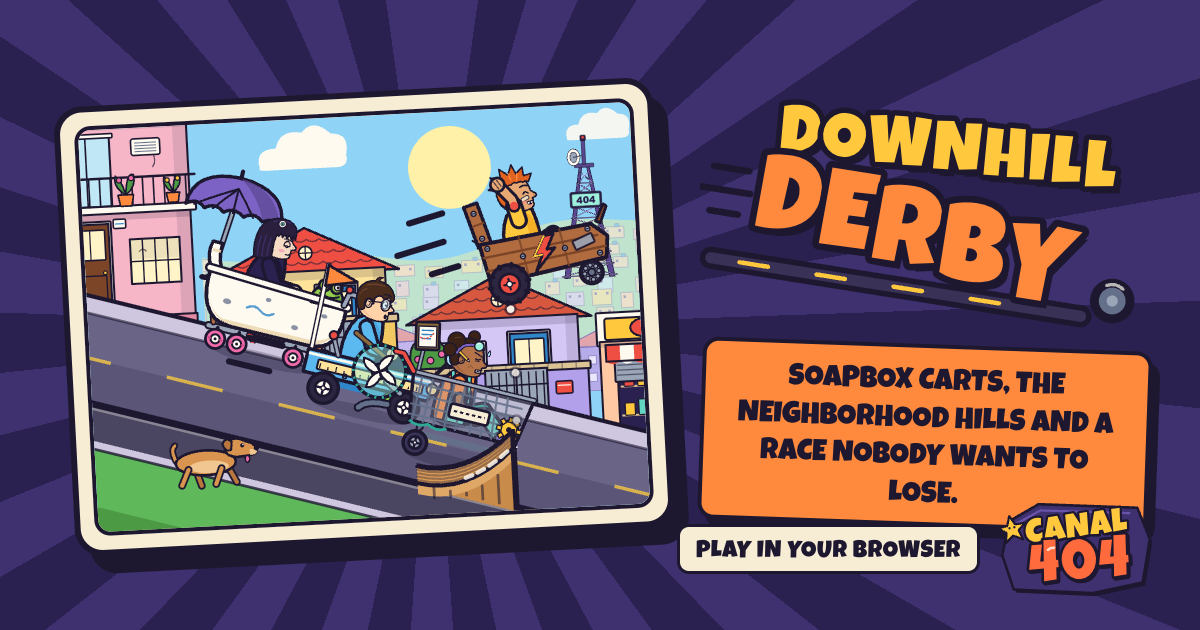 404
DOWNHILL
DERBY
SOAPBOX CARTS, THE
NEIGHBORHOOD HILLS AND A
RACE NOBODY WANTS TO
LOSE.
PLAY IN YOUR BROWSER
CANAL
404